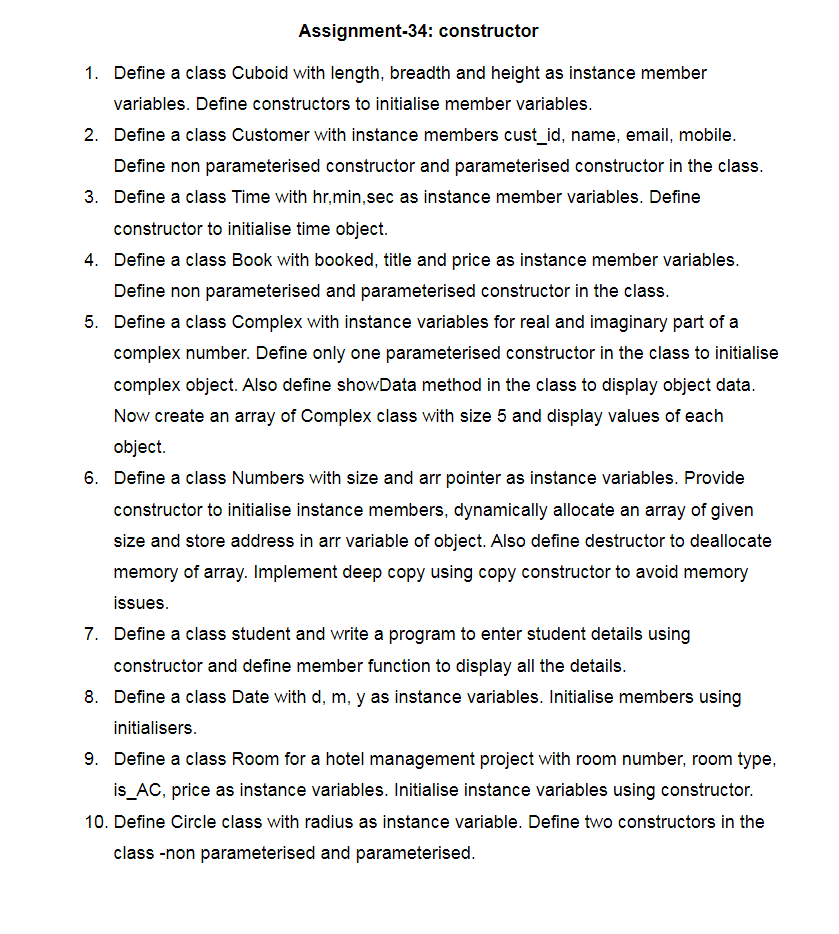 Assignment-34: constructor
1. Define a class Cuboid with length, breadth and height as instance member
variables. Define constructors to initialise member variables.
2. Define a class Customer with instance members cust_id, name, email, mobile.
Define non parameterised constructor and parameterised constructor in the class.
3. Define a class Time with hr,min,sec as instance member variables. Define
constructor to initialise time object.
4. Define a class Book with booked, title and price as instance member variables.
Define non parameterised and parameterised constructor in the class.
5. Define a class Complex with instance variables for real and imaginary part of a
complex number. Define only one parameterised constructor in the class to initialise
complex object. Also define showData method in the class to display object data.
Now create an array of Complex class with size 5 and display values of each
object.
6. Define a class Numbers with size and arr pointer as instance variables. Provide
constructor to initialise instance members, dynamically allocate an array of given
size and store address in arr variable of object. Also define destructor to deallocate
memory of array. Implement deep copy using copy constructor to avoid memory
issues.
7. Define a class student and write a program to enter student details using
constructor and define member function to display all the details.
8. Define a class Date with d, m, y as instance variables. Initialise members using
initialisers.
9. Define a class Room for a hotel management project with room number, room type,
is_AC, price as instance variables. Initialise instance variables using constructor.
10. Define Circle class with radius as instance variable. Define two constructors in the
class -non parameterised and parameterised.